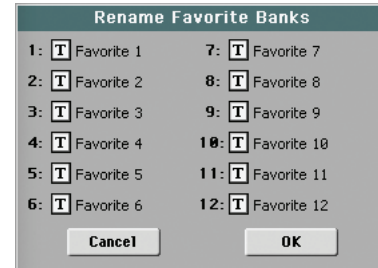 Rename Favorite Banks
1: T Favorite 1
2: T Favorite 2
3: T Favorite 3
4: T Favorite 4
5: T Favorite 5
6: T Favorite 6
7: T Favorite 7
8: T Favorite 8
9: T Favorite 9
10: T Favorite 10
11: T Favorite 11
12: T Favorite 12
Cancel
OK